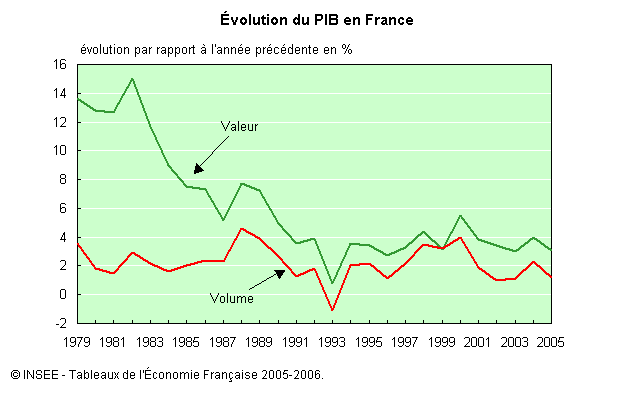 Évolution du PIB en France
évolution par rapport à l'année précédente en %
16
14
12
10
8
6
4
2
0
-2
Valeur
Volume
1979 1981 1983 1985 1987 1989 1991 1993 1995 1997 1999 2001 2003 2005
© INSEE - Tableaux de l'Économie Française 2005-2006.